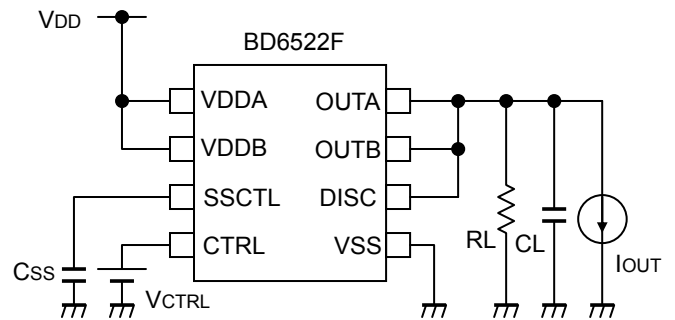 VDD
BD6522F
VDDA
OUTA
VDDB
OUTB
SSCTL
DISC
CTRL
VSS
RL
CL
IOUT
CSS
VCTRL